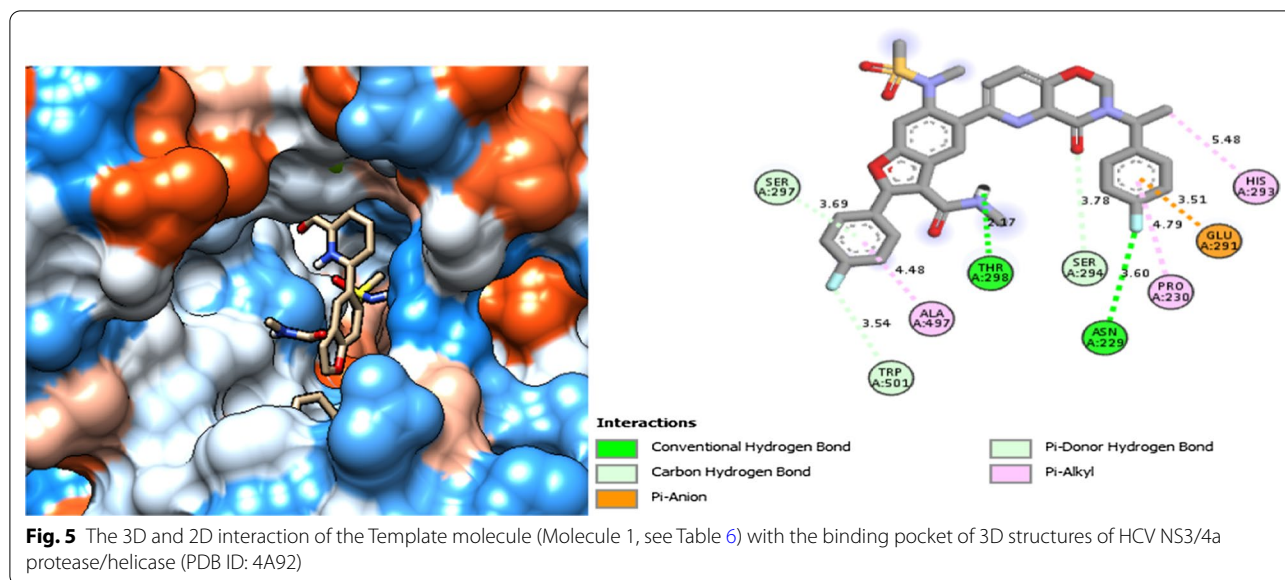 O
S
O
N
O
N
N
O
O
O
N
5.48
HIS
A:293
SER
A:297
3.69
3.78
3.51
4.79
GLU
A:291
2.17
4.48
THR
A:298
SER
A:294
3.60
PRO
A:230
3.54
ALA
A:497
ASN
A:229
TRP
A:501
Interactions
Conventional Hydrogen Bond
Carbon Hydrogen Bond
Pi-Anion
Pi-Donor Hydrogen Bond
Pi-Alkyl
Fig. 5 The 3D and 2D interaction of the Template molecule (Molecule 1, see Table 6) with the binding pocket of 3D structures of HCV NS3/4a
protease/helicase (PDB ID: 4A92)